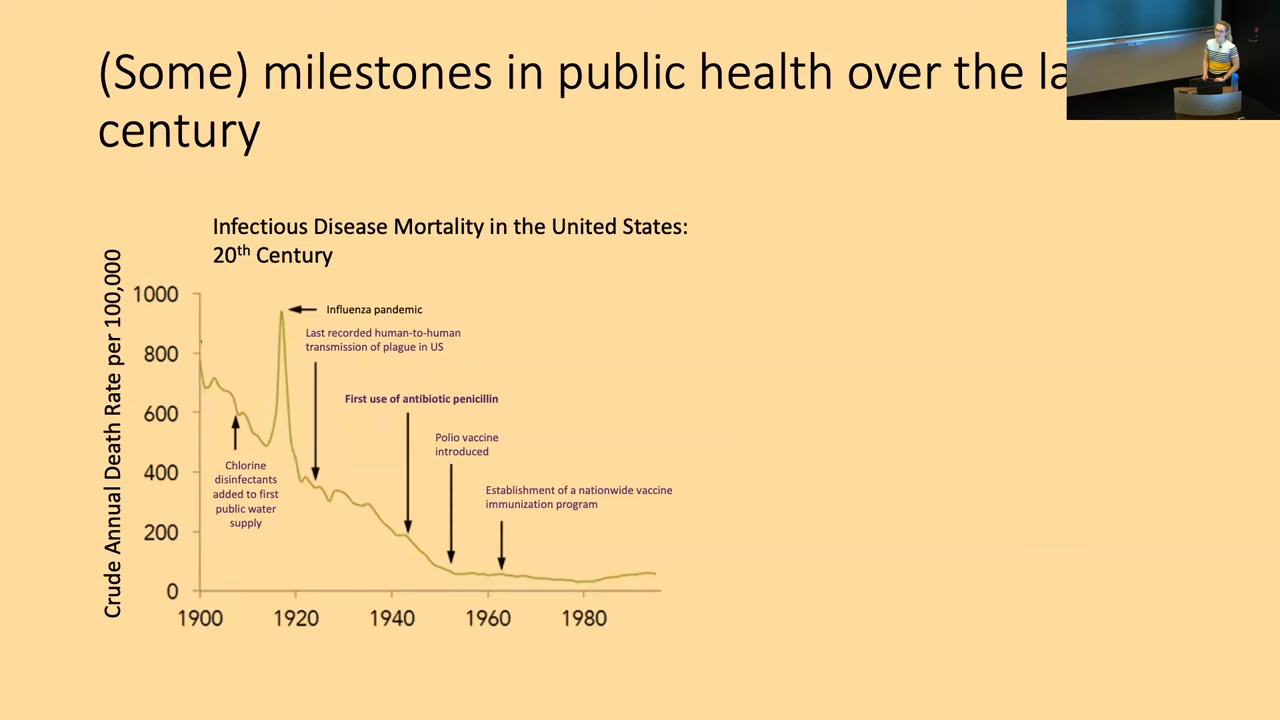 (Some) milestones in public health over the
century
Infectious Disease Mortality in the United States:
20th Century
Crude Annual Death Rate per 100,000
1000
800
600
400
200
0
1900
1920
1940
1960
1980
Influenza pandemic
Last recorded human-to-human
transmission of plague in US
First use of antibiotic penicillin
Polio vaccine
introduced
Establishment of a nationwide vaccine
immunization program
Chlorine
disinfectants
added to first
public water
supply